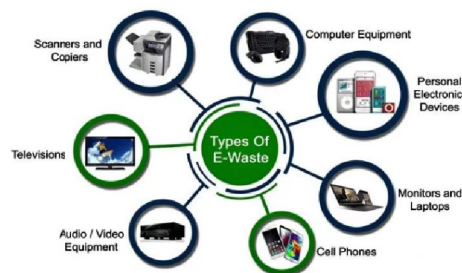 Scanners and
Copiers
Computer Equipment
Personal
Electronic
Devices
Types Of
E-Waste
Televisions
Monitors and
Laptops
Audio / Video
Equipment
Cell Phones